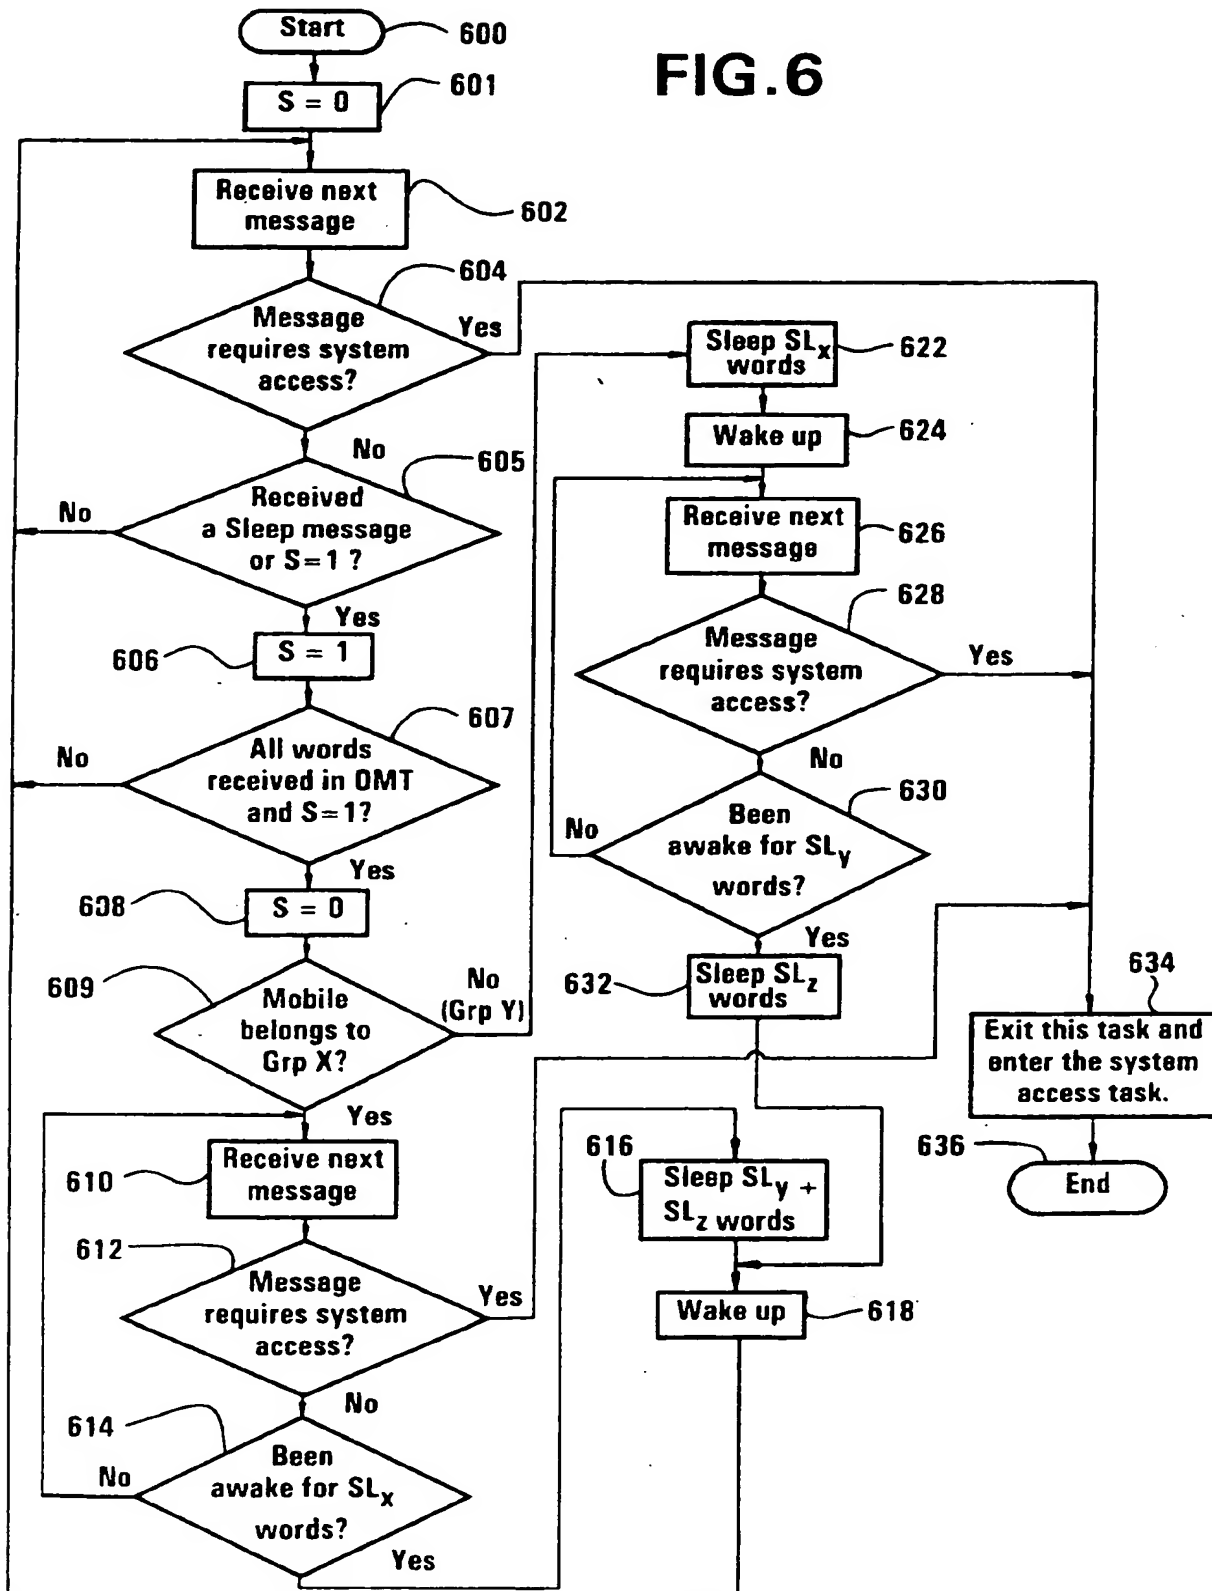 FIG.6
Start
600
S = 0
601
Receive next
message
602
Message
requires system
access?
604
Yes
No
Received
a Sleep message
or S=1 ?
605
No
Yes
S = 1
606
All words
received in OMT
and S=1?
607
No
Yes
S = 0
608
Mobile
belongs to
Grp X?
609
No
(Grp Y)
Yes
Receive next
message
610
Message
requires system
access?
612
Yes
No
Been
awake for SLx
words?
614
No
Yes
Sleep SLy +
SLz words
616
Wake up
618
Sleep SLx
words
622
Wake up
624
Receive next
message
626
Message
requires system
access?
628
Yes
No
Been
awake for SLy
words?
630
No
Yes
Sleep SLz
words
632
Exit this task and
enter the system
access task.
634
End
636